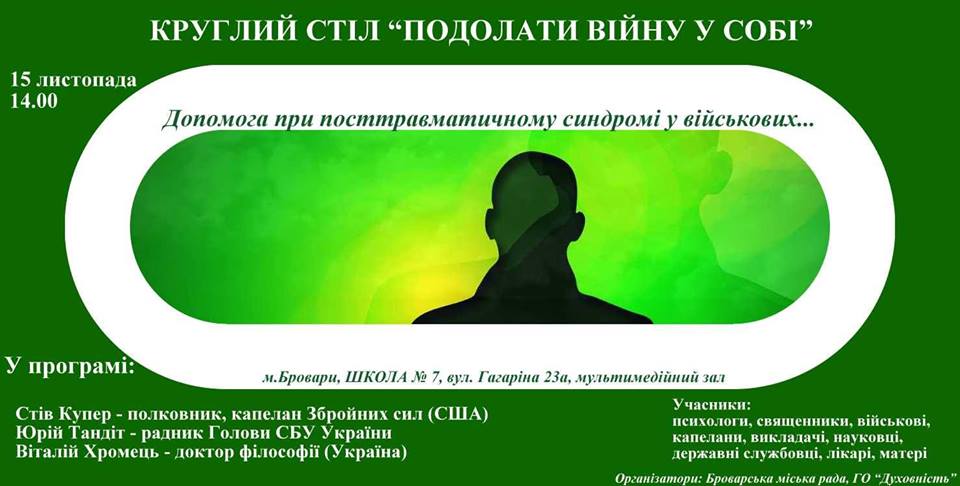 КРУГЛИЙ СТІЛ “ПОДОЛАТИ ВІЙНУ У СОБІ”
15 листопада
14.00
Допомога при посттравматичному синдромі у військових...
У програмі:
м.Бровари, ШКОЛА № 7, вул. Гагаріна 23а, мультимедійний зал
Стів Купер - полковник, капелан Збройних сил (США)
Юрій Тандіт - радник Голови СБУ України
Віталій Хромець - доктор філософії (Україна)
Учасники:
психологи, священники, військові,
капелани, викладачі, науковці,
державні службовці, лікарі, матері
Організатори: Броварська міська рада, ГО “Духовність”